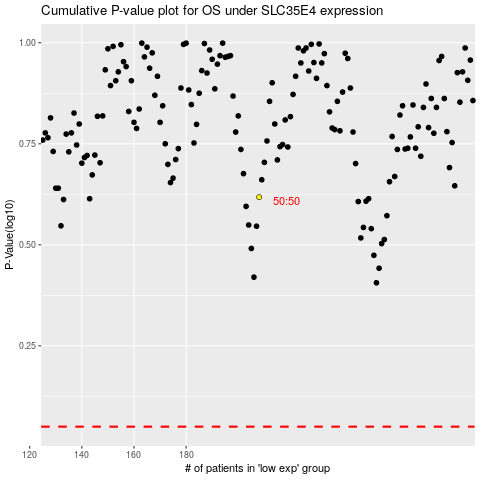 Cumulative P-value plot for OS under SLC35E4 expression
1.00
0.75
0.50
0.25
P-Value(log10)
50:50
120 140 160 180
# of patients in 'low exp' group